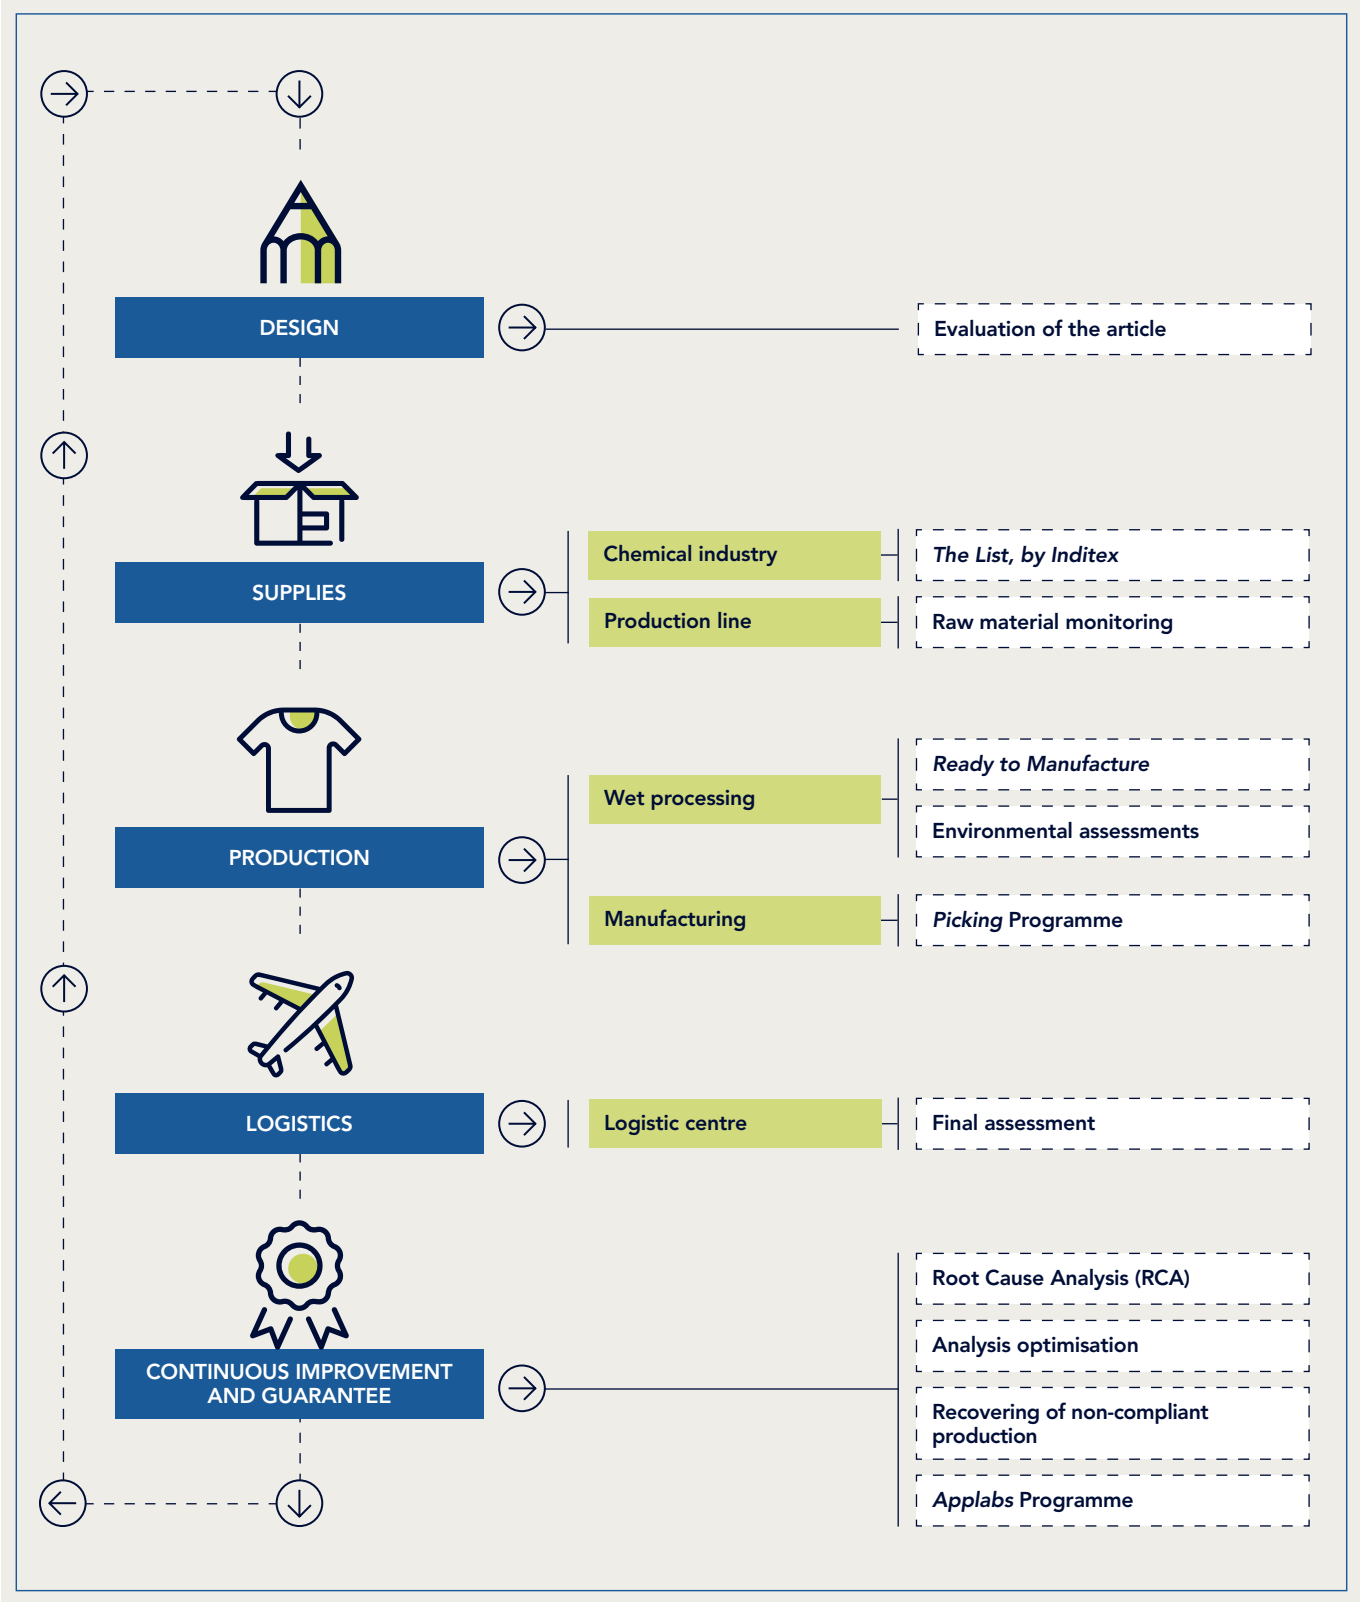 DESIGN
Evaluation of the article
SUPPLIES
Chemical industry
The List, by Inditex
Production line
Raw material monitoring
PRODUCTION
Wet processing
Ready to Manufacture
Environmental assessments
Manufacturing
Picking Programme
LOGISTICS
Logistic centre
Final assessment
CONTINUOUS IMPROVEMENT
AND GUARANTEE
Root Cause Analysis (RCA)
Analysis optimisation
Recovering of non-compliant
production
Applabs Programme